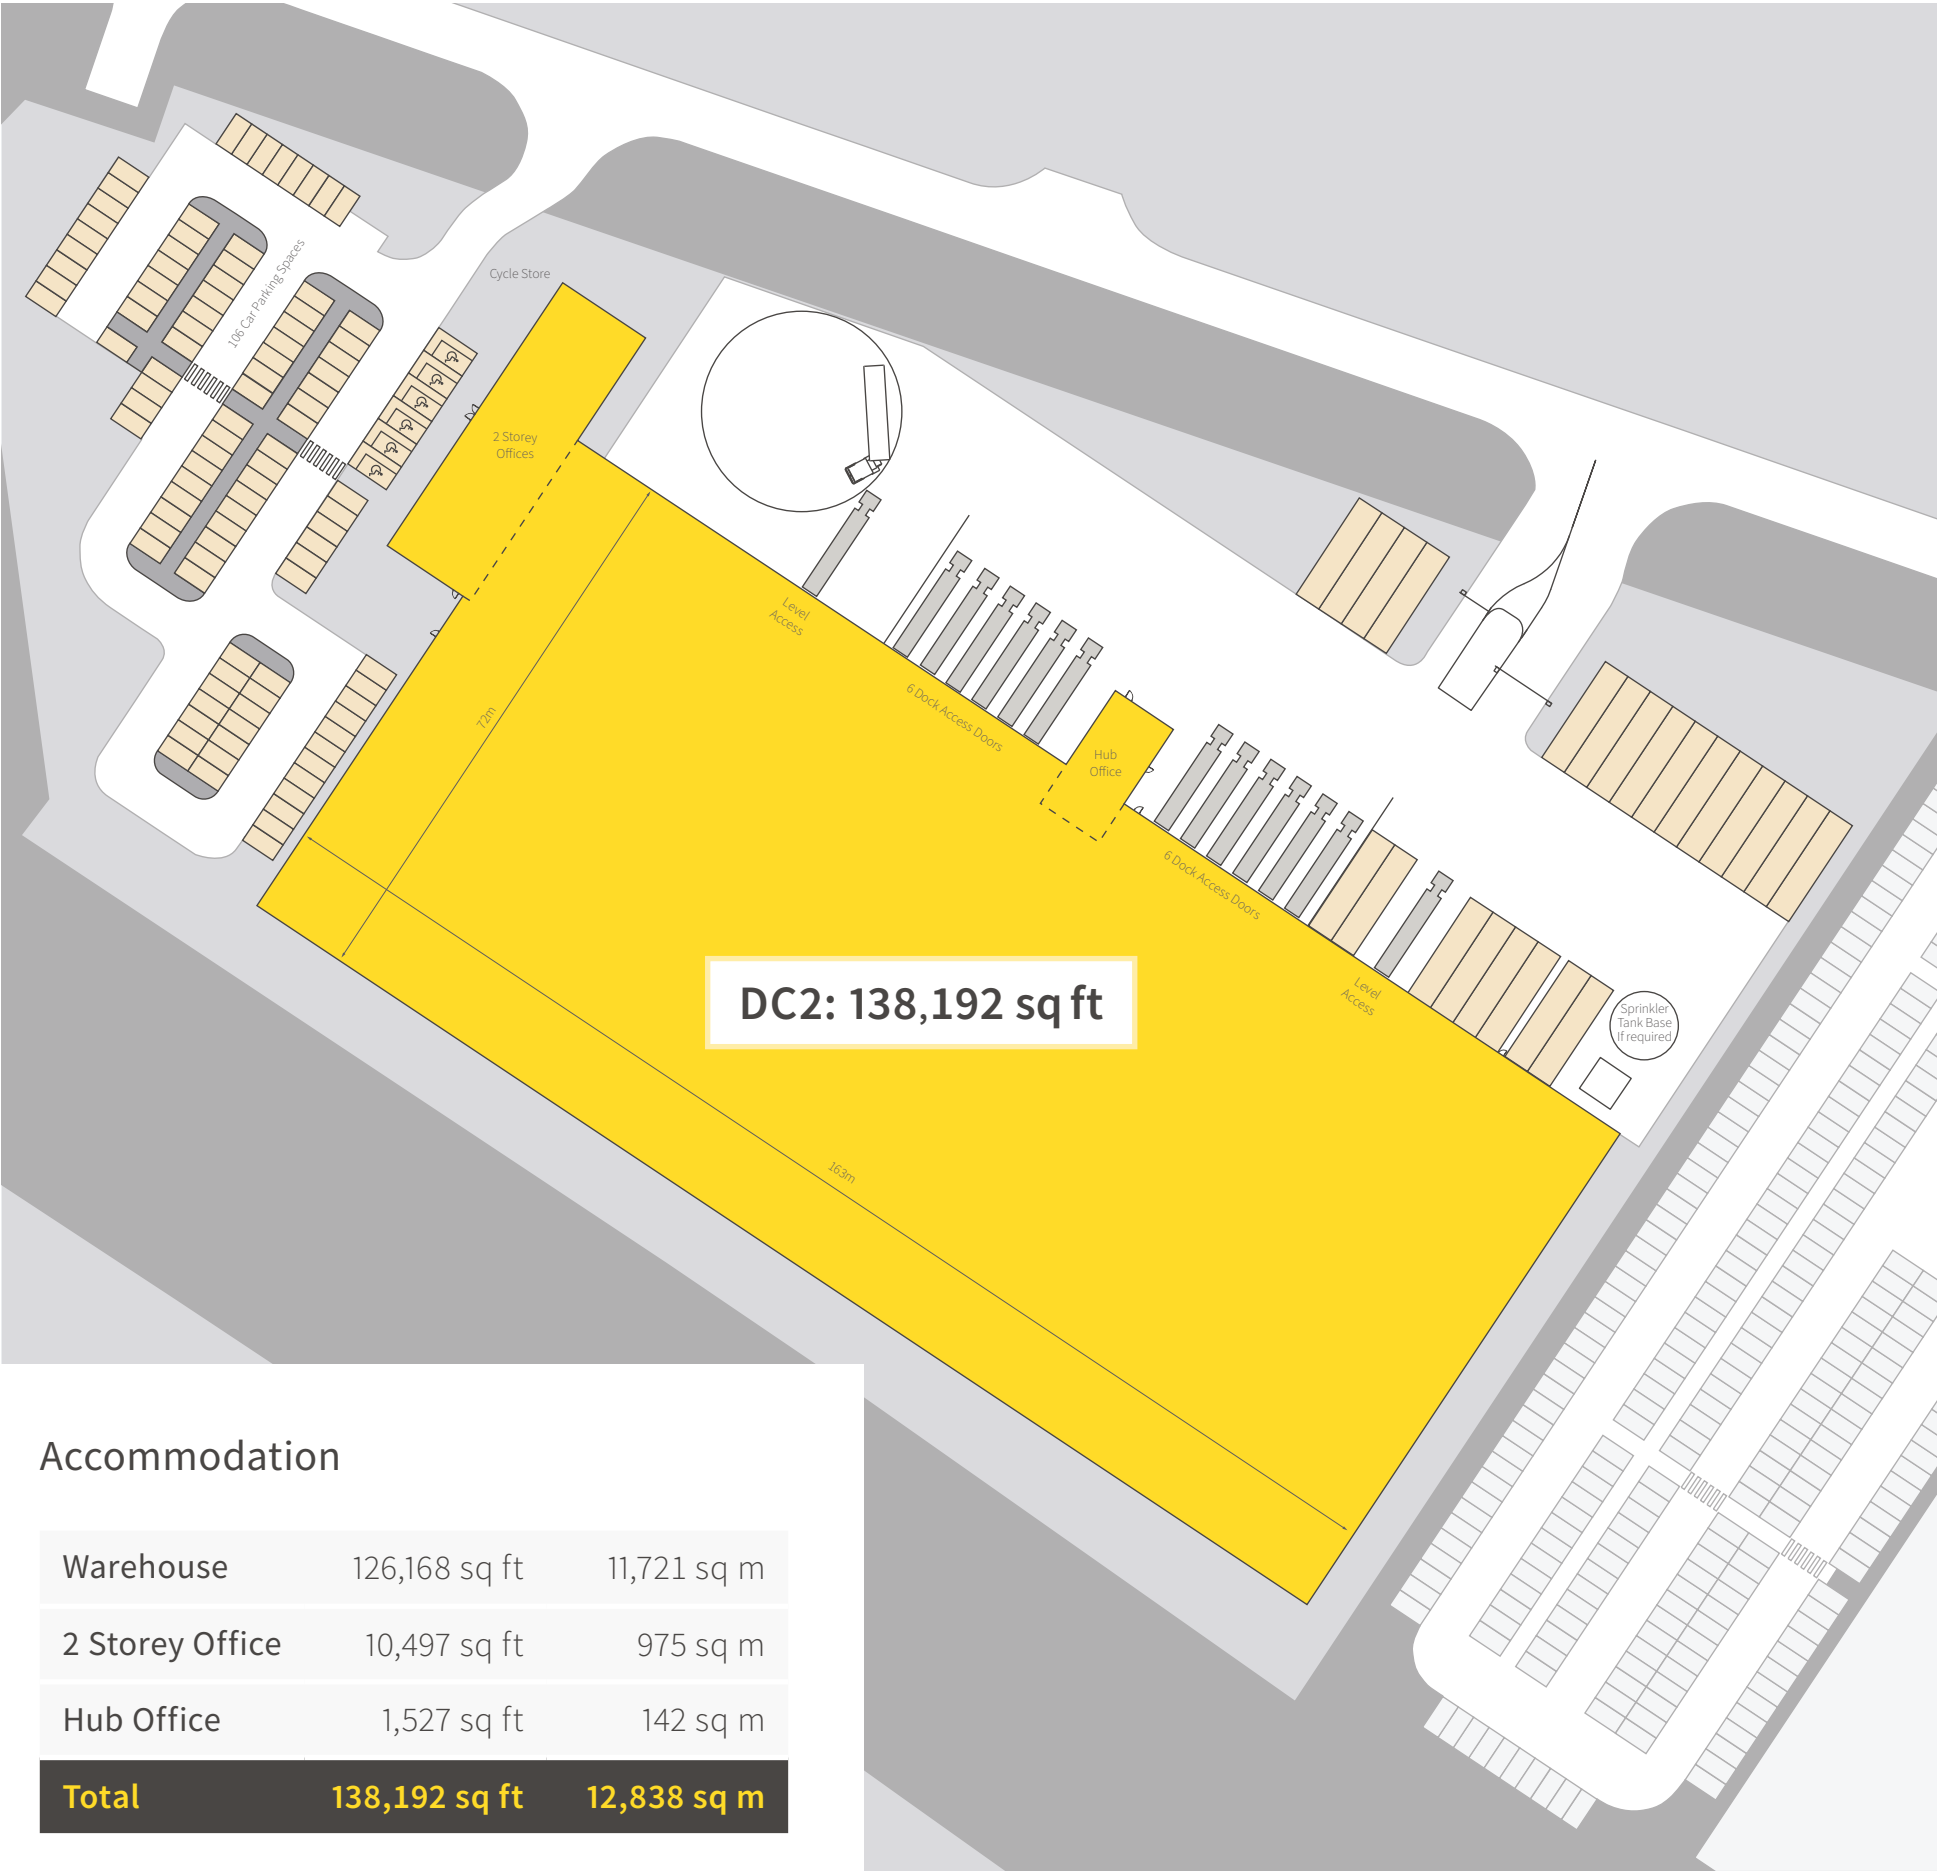 106 Car Parking Spaces
Cycle Store
2 Storey
Offices
72m
Level
Access
6 Dock Access Doors
Hub
Office
6 Dock Access Doors
Level
Access
Sprinkler
Tank Base
If required
DC2: 138,192 sq ft
163m
Accommodation
Warehouse 126,168 sq ft 11,721 sq m
2 Storey Office 10,497 sq ft 975 sq m
Hub Office 1,527 sq ft 142 sq m
Total 138,192 sq ft 12,838 sq m